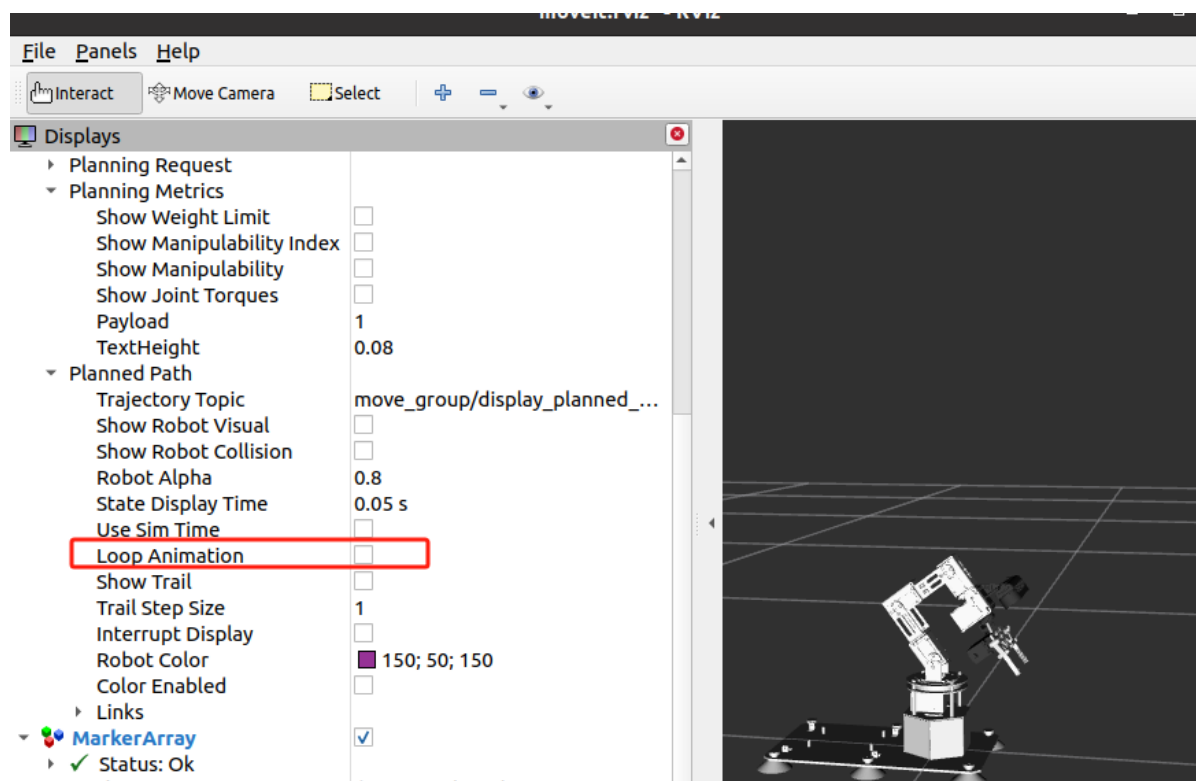 moveit.rviz* - RViz
File Panels Help
Interact Move Camera Select
Displays
Planning Request
Planning Metrics
Show Weight Limit
Show Manipulability Index
Show Manipulability
Show Joint Torques
Payload 1
TextHeight 0.08
Planned Path
Trajectory Topic move_group/display_planned_...
Show Robot Visual
Show Robot Collision
Robot Alpha 0.8
State Display Time 0.05 s
Use Sim Time
Loop Animation
Show Trail
Trail Step Size 1
Interrupt Display
Robot Color 150; 50; 150
Color Enabled
Links
MarkerArray
Status: Ok